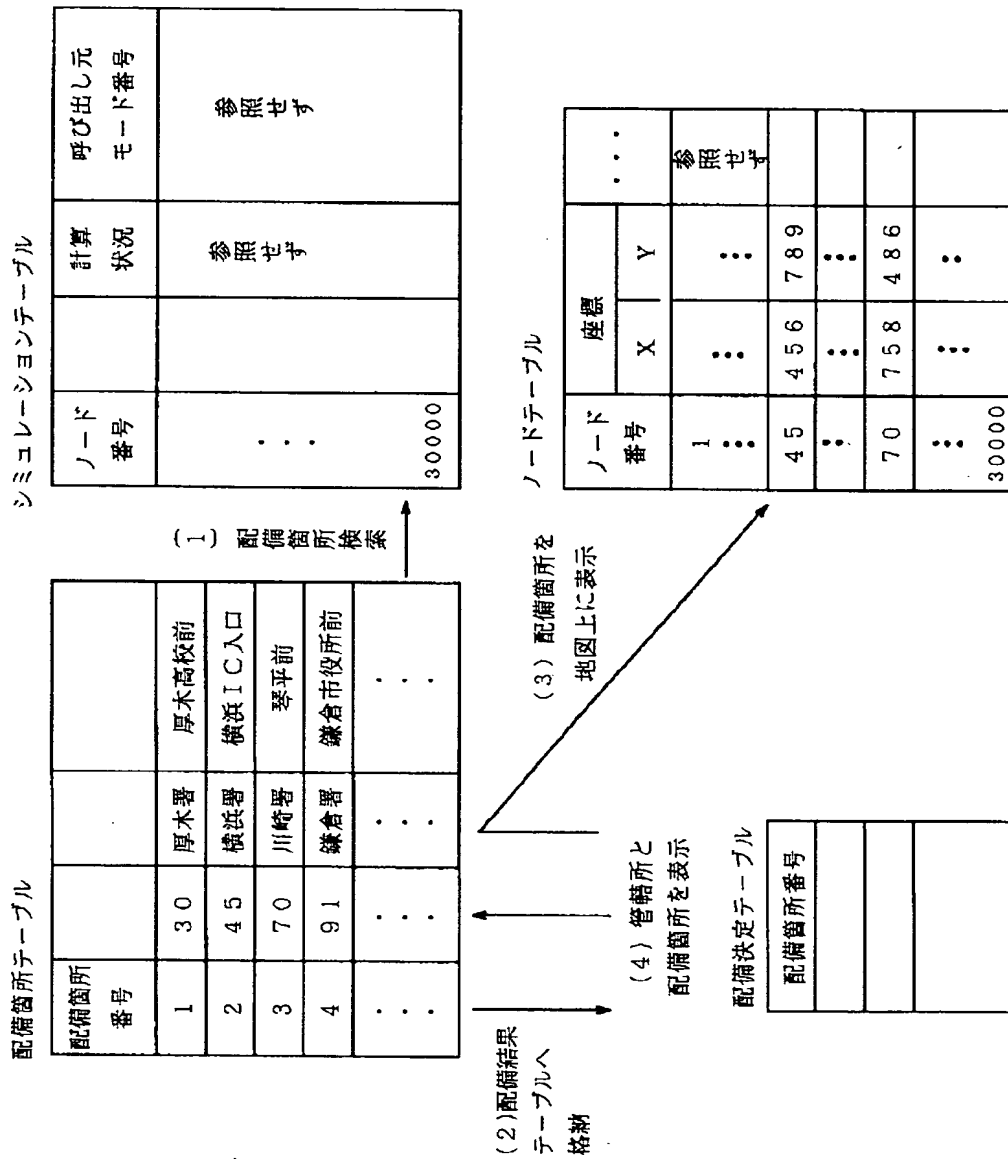 配備箇所テーブル
配備箇所
番号
1 30 厚木署 厚木高校前
2 45 横浜署 横浜IC入口
3 70 川崎署 琴平前
4 91 鎌倉署 鎌倉市役所前
... ... ... ...
(1) 配備箇所検索
シミュレーションテーブル
ノード
番号
計算
状況
呼び出し元
モード番号
...
参照せず
参照せず
30000
(2)配備結果
テーブルへ
格納
(4) 管轄所と
配備箇所を表示
(3) 配備箇所を
地図上に表示
配備決定テーブル
配備箇所番号
ノードテーブル
ノード
番号
座標
...
X Y
1 ... ... 参照せず
...
45 456 789
... ... ...
70 758 486
... ... ...
30000